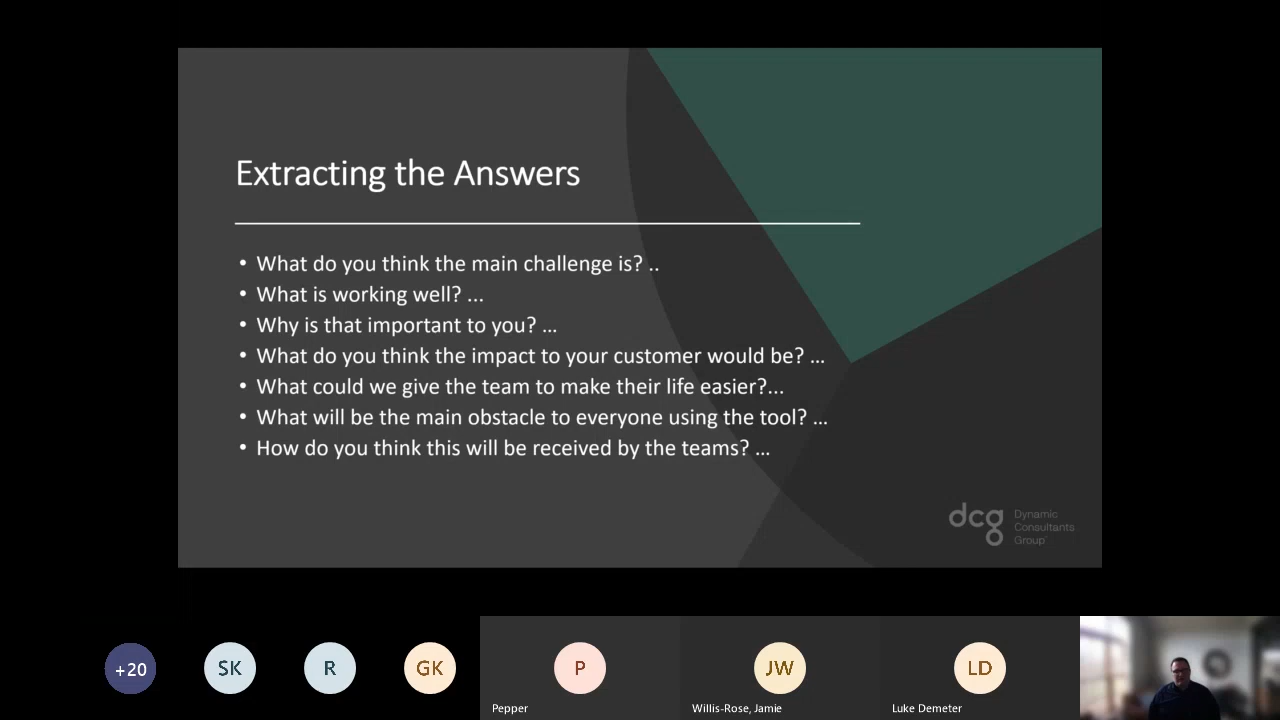 Extracting the Answers
• What do you think the main challenge is? ..
• What is working well? ...
• Why is that important to you? ...
• What do you think the impact to your customer would be? ...
• What could we give the team to make their life easier?...
• What will be the main obstacle to everyone using the tool? ...
• How do you think this will be received by the teams? ...
dcg
Dynamic
Consultants
Group
+20
SK
R
GK
P
JW
LD
Pepper
Willis-Rose, Jamie
Luke Demeter